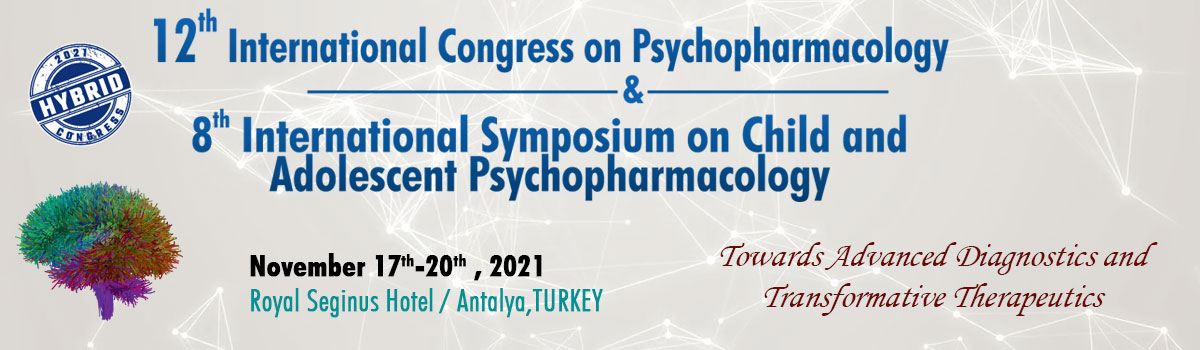 2021
HYBRID
CONGRESS
12th International Congress on Psychopharmacology
&
8th International Symposium on Child and
Adolescent Psychopharmacology
November 17th-20th , 2021
Royal Seginus Hotel / Antalya,TURKEY
Towards Advanced Diagnostics and
Transformative Therapeutics